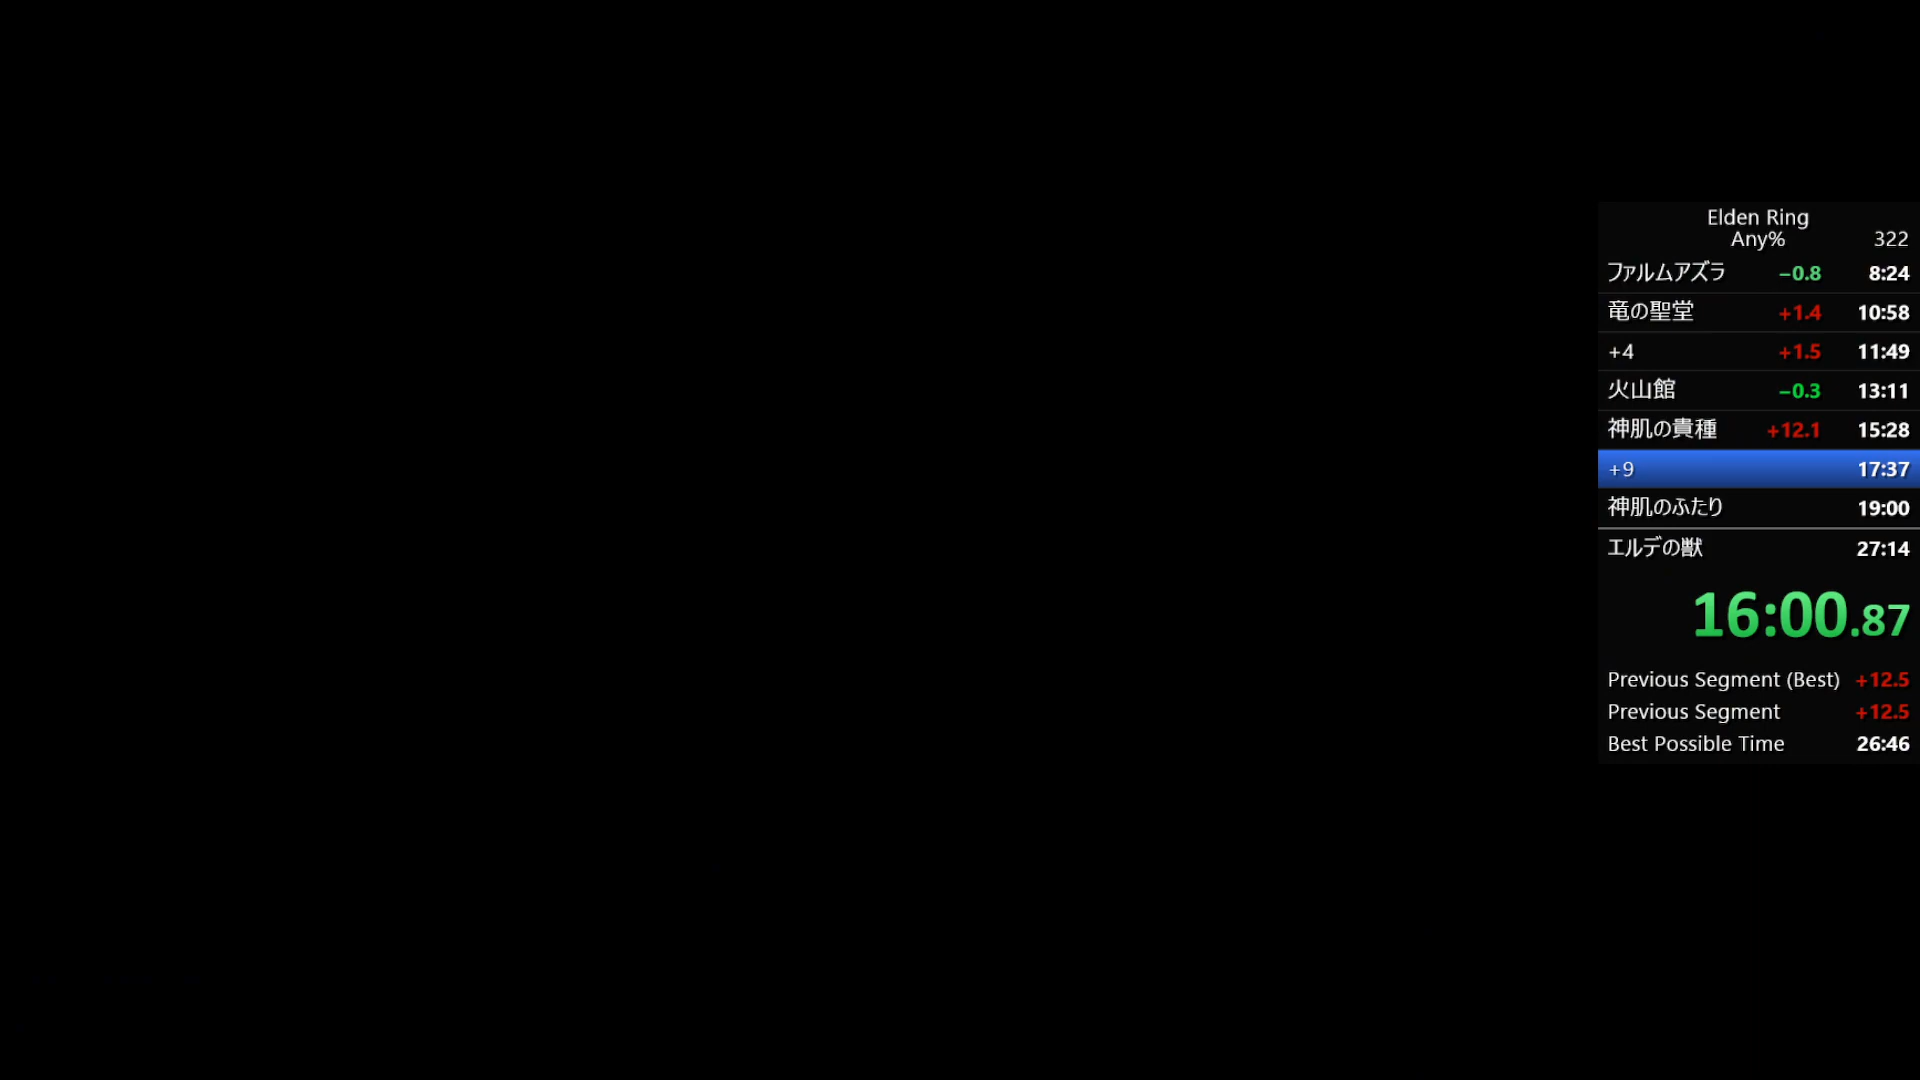 Elden Ring
Any% 322
ファルムアズラ −0.8 8:24
竜の聖堂 +1.4 10:58
+4 +1.5 11:49
火山館 −0.3 13:11
神肌の貴種 +12.1 15:28
+9 17:37
神肌のふたり 19:00
エルデの獣 27:14
16:00.87
Previous Segment (Best) +12.5
Previous Segment +12.5
Best Possible Time 26:46